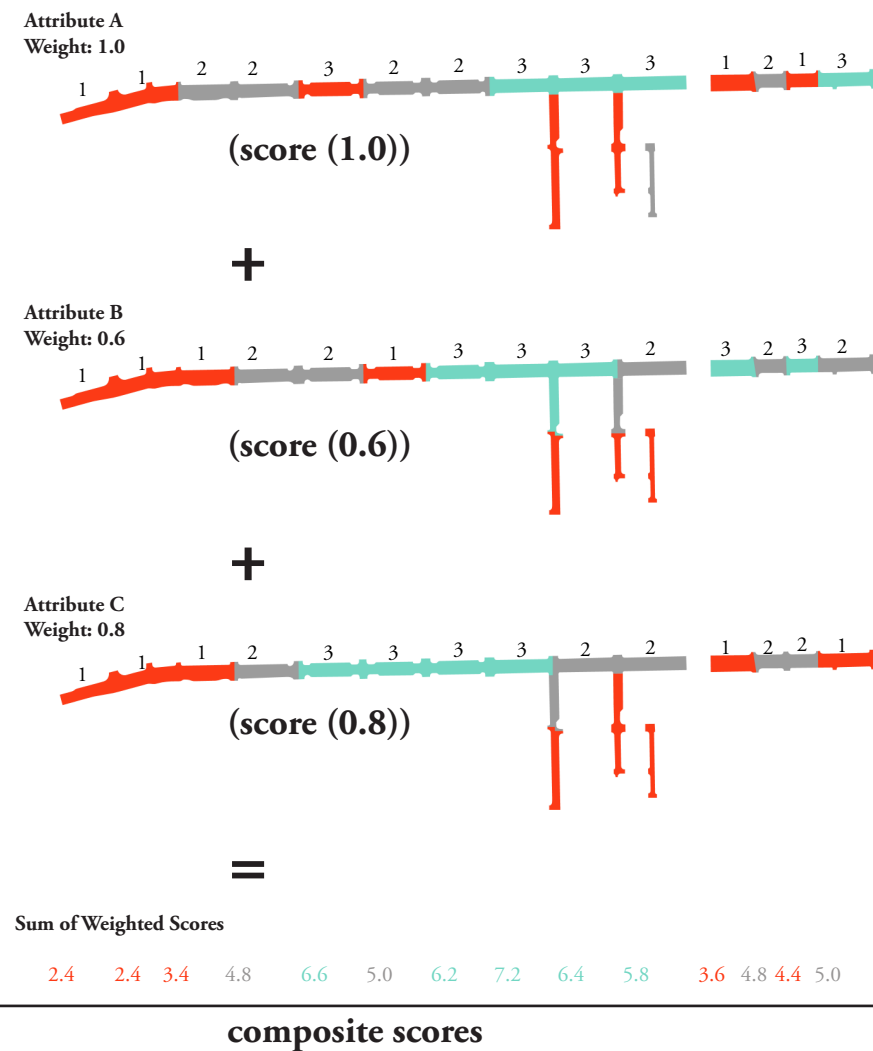 Attribute A
Weight: 1.0
1 1 2 2 3 2 2 3 3 3 1 2 1 3
(score (1.0))
+
Attribute B
Weight: 0.6
1 1 1 2 2 1 3 3 3 2 3 2 3 2
(score (0.6))
+
Attribute C
Weight: 0.8
1 1 1 2 3 3 3 3 2 2 1 2 2 1
(score (0.8))
=
Sum of Weighted Scores
2.4 2.4 3.4 4.8 6.6 5.0 6.2 7.2 6.4 5.8 3.6 4.8 4.4 5.0
composite scores